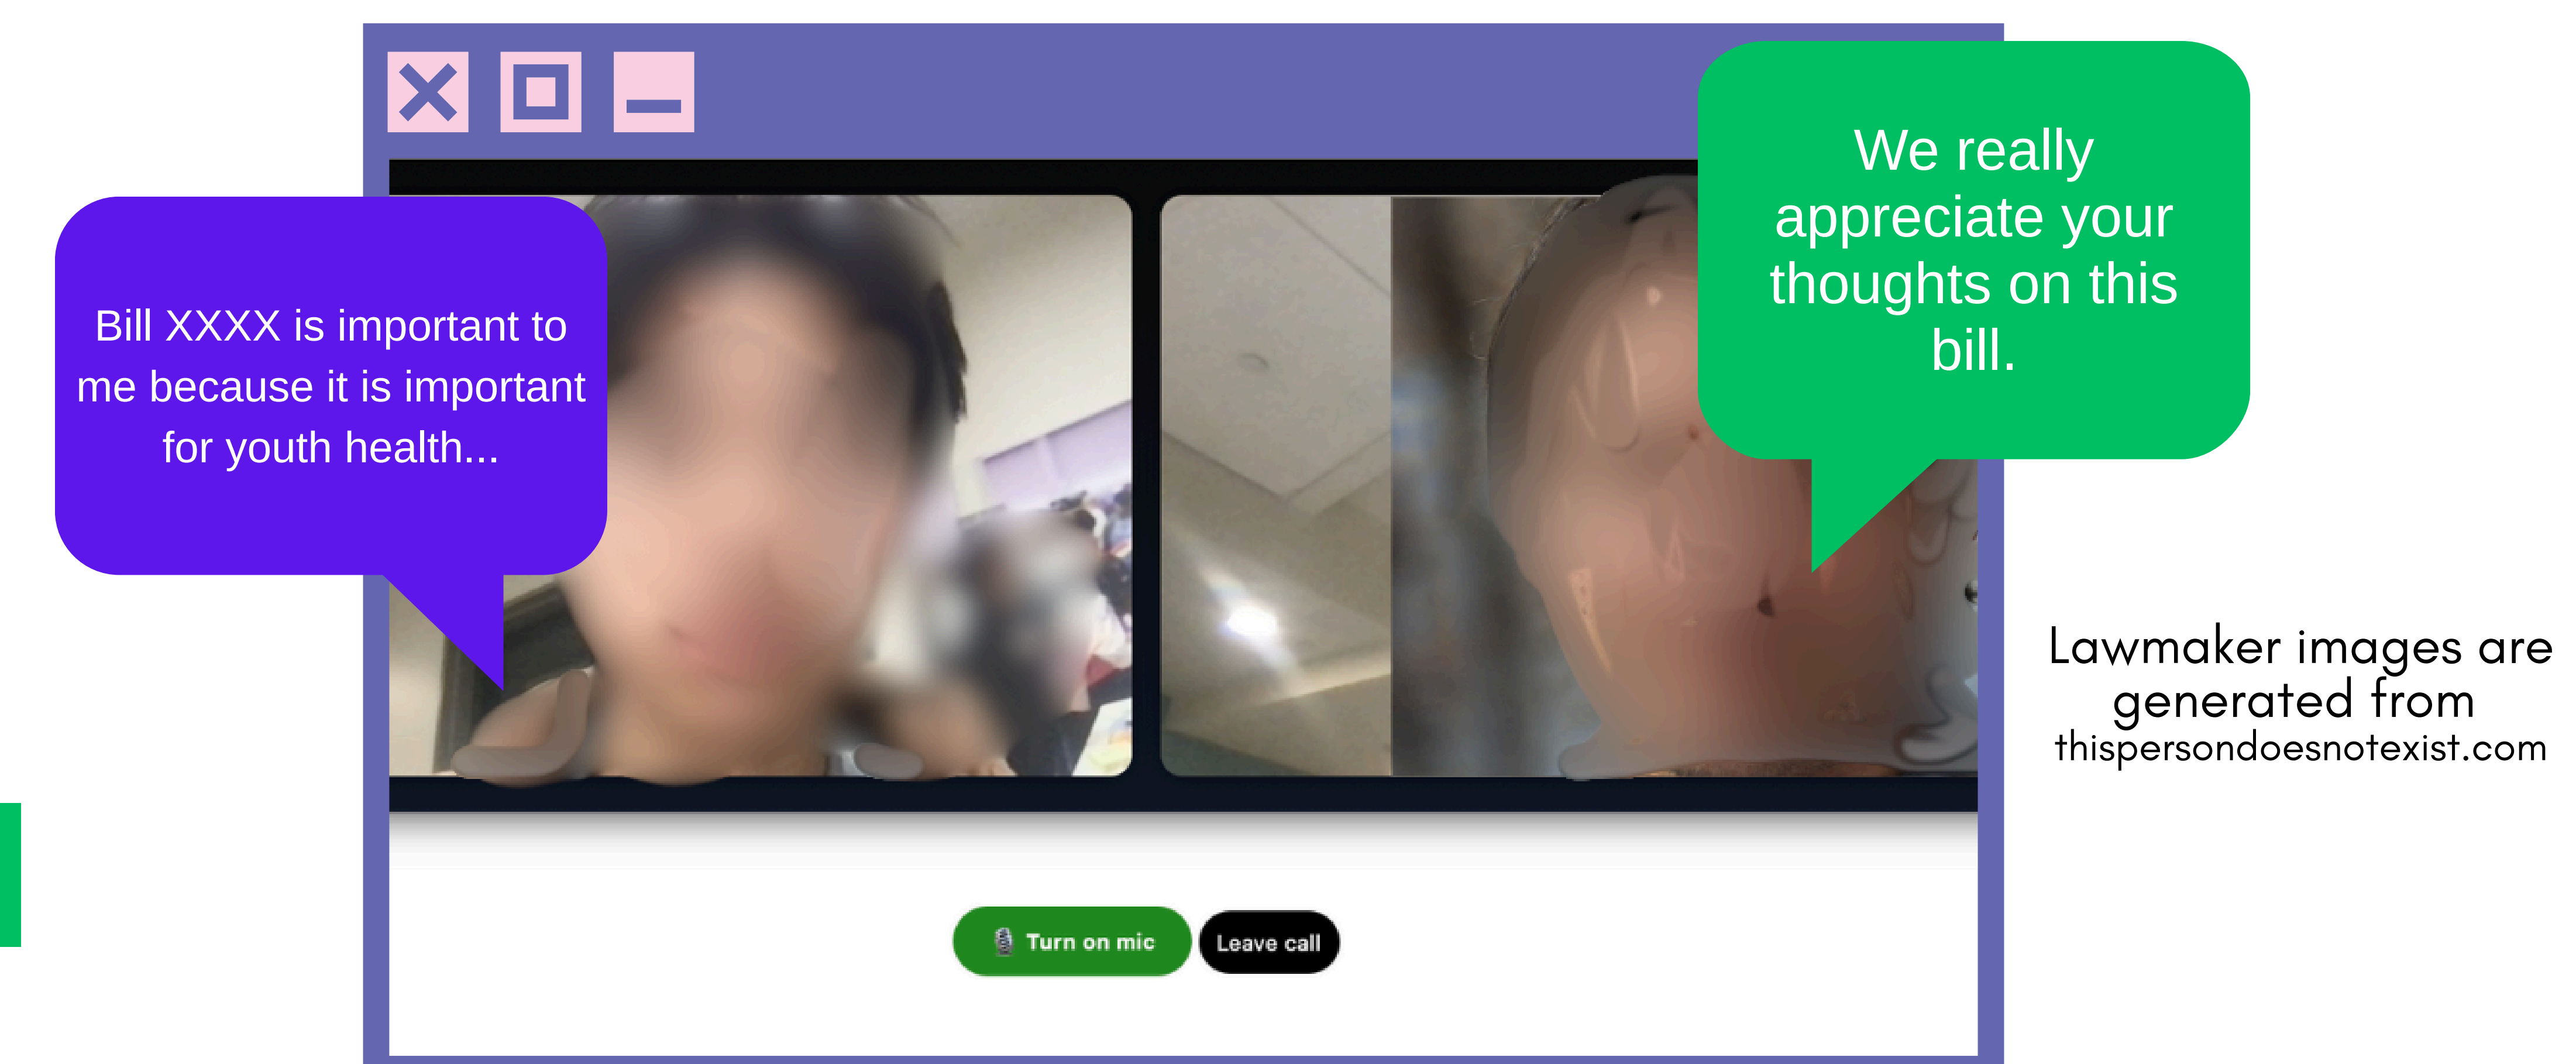 Bill XXXX is important to
me because it is important
for youth health...
We really
appreciate your
thoughts on this
bill.
Lawmaker images are
generated from
thispersondoesnotexist.com
Turn on mic
Leave call